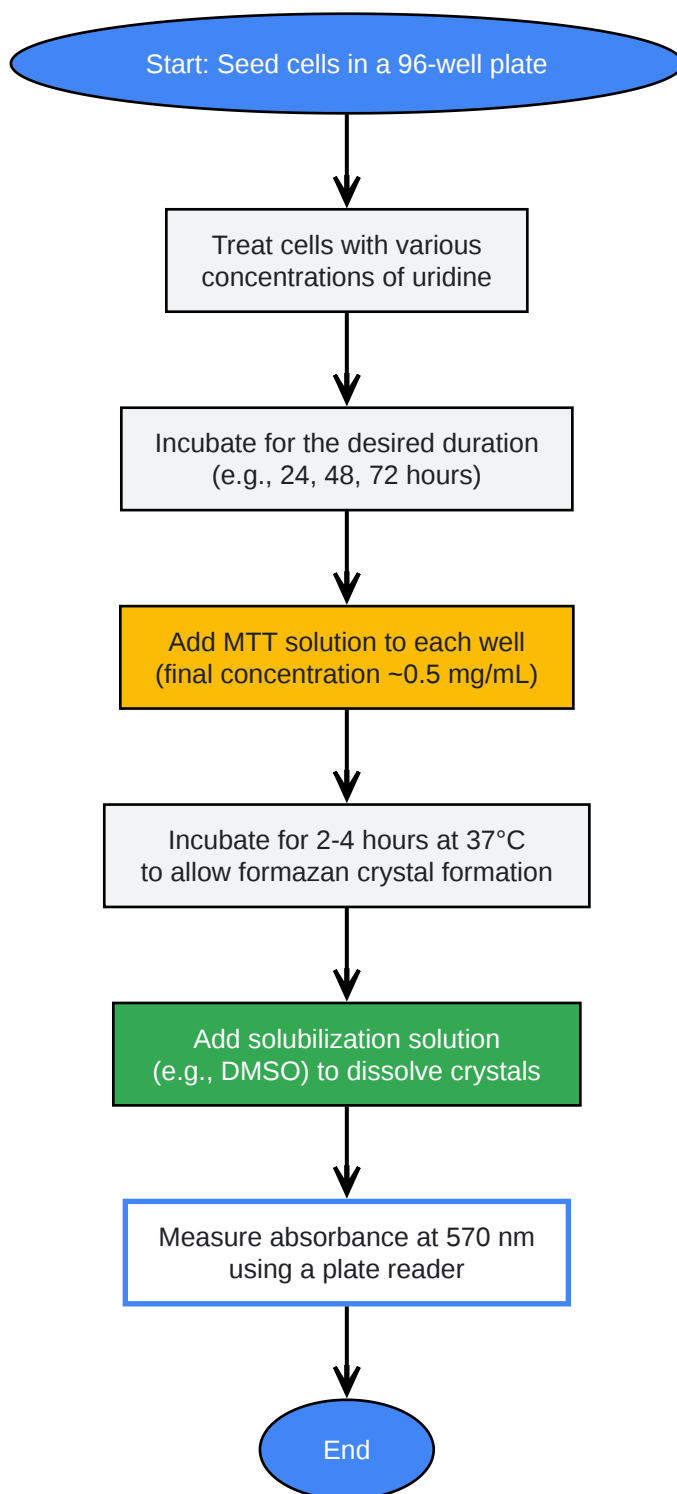 Start: Seed cells in a 96-well plate
Treat cells with various
concentrations of uridine
Incubate for the desired duration
(e.g., 24, 48, 72 hours)
Add MTT solution to each well
(final concentration ~0.5 mg/mL)
Incubate for 2-4 hours at 37°C
to allow formazan crystal formation
Add solubilization solution
(e.g., DMSO) to dissolve crystals
Measure absorbance at 570 nm
using a plate reader
End